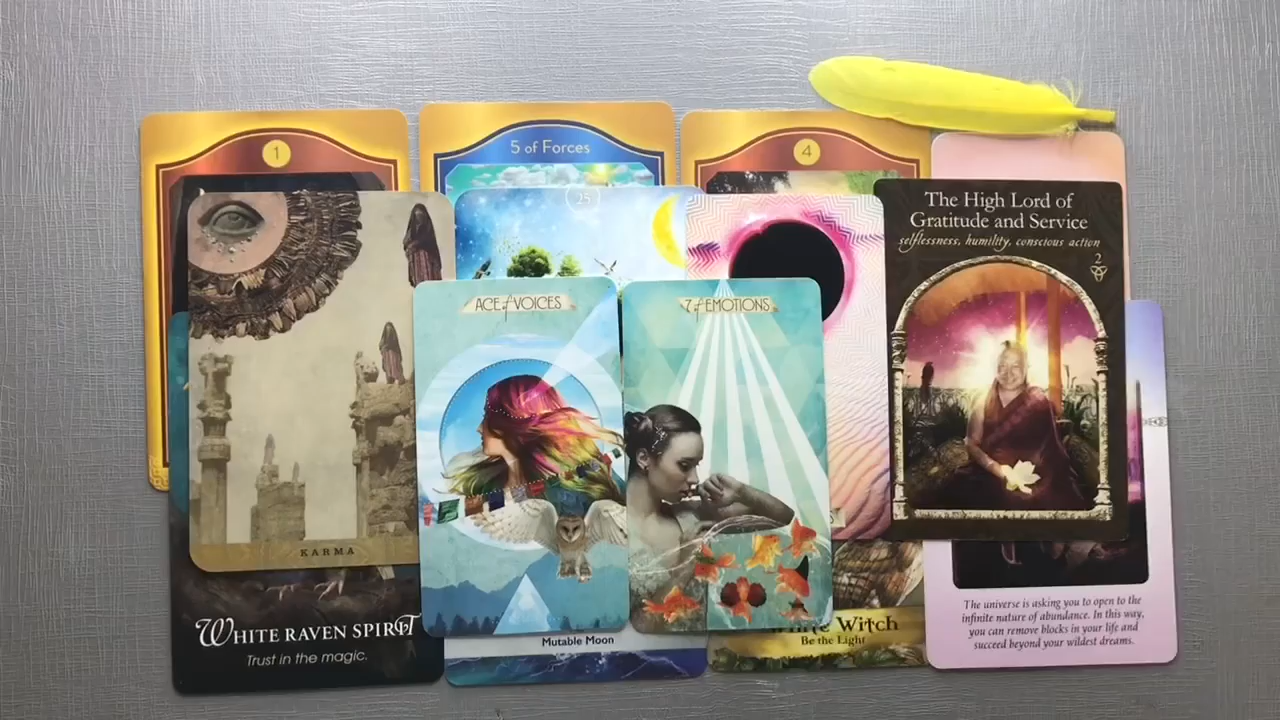 1
5 of Forces
4
25
The High Lord of
Gratitude and Service
selflessness, humility, conscious action
2
ACE of VOICES
7 of EMOTIONS
KARMA
WHITE RAVEN SPIRIT
Trust in the magic.
Mutable Moon
White Witch
Be the Light
The universe is asking you to open to the
infinite nature of abundance. In this way,
you can remove blocks in your life and
succeed beyond your wildest dreams.